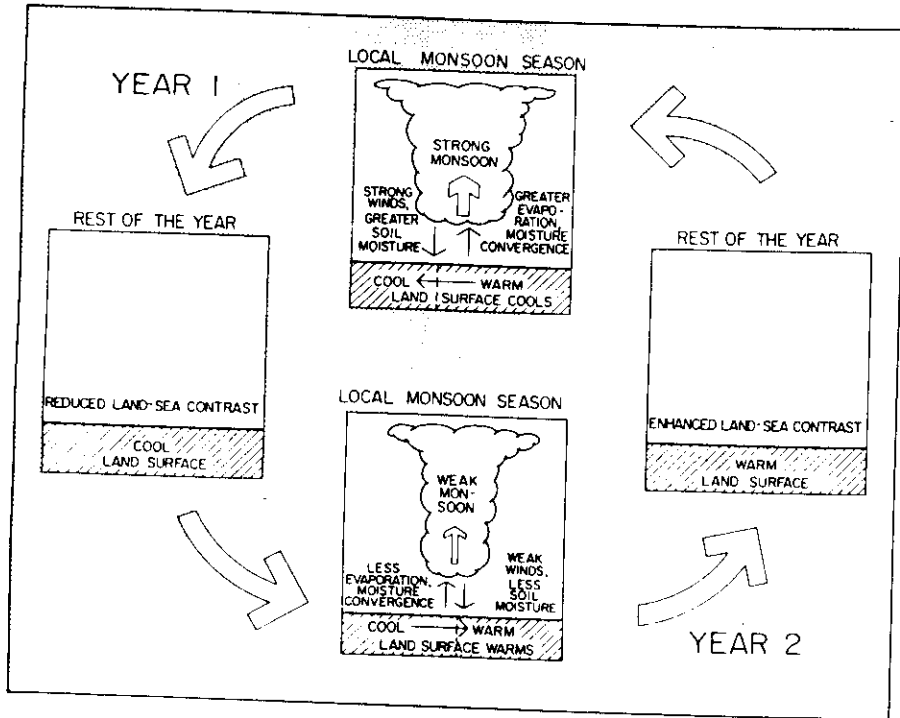 YEAR 1
LOCAL MONSOON SEASON
STRONG
MONSOON
STRONG
WINDS,
GREATER
SOIL
MOISTURE
GREATER
EVAPO-
RATION,
MOISTURE
CONVERGENCE
COOL WARM
LAND SURFACE COOLS
REST OF THE YEAR
REDUCED LAND-SEA CONTRAST
COOL
LAND SURFACE
REST OF THE YEAR
ENHANCED LAND-SEA CONTRAST
WARM
LAND SURFACE
LOCAL MONSOON SEASON
WEAK
MON-
SOON
LESS
EVAPORATION,
MOISTURE
CONVERGENCE
WEAK
WINDS,
LESS
SOIL
MOISTURE
COOL WARM
LAND SURFACE WARMS
YEAR 2